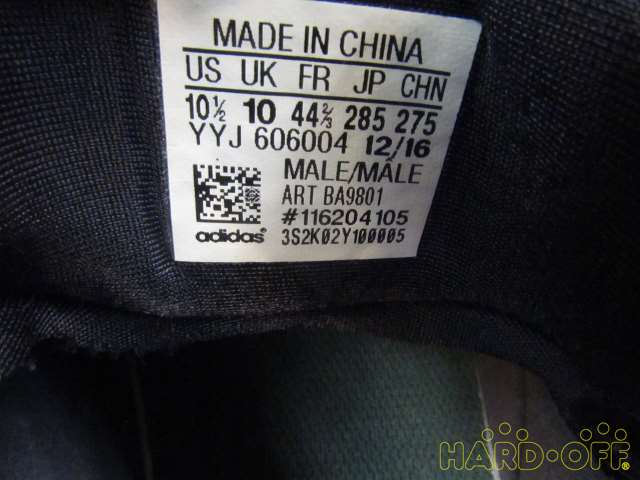 MADE IN CHINA
US UK FR JP CHN
10½ 10 44⅔ 285 275
YYJ 606004 12/16
MALE/MÂLE
ART BA9801
#116204105
adidas® 3S2K02Y100005
HARD-OFF®